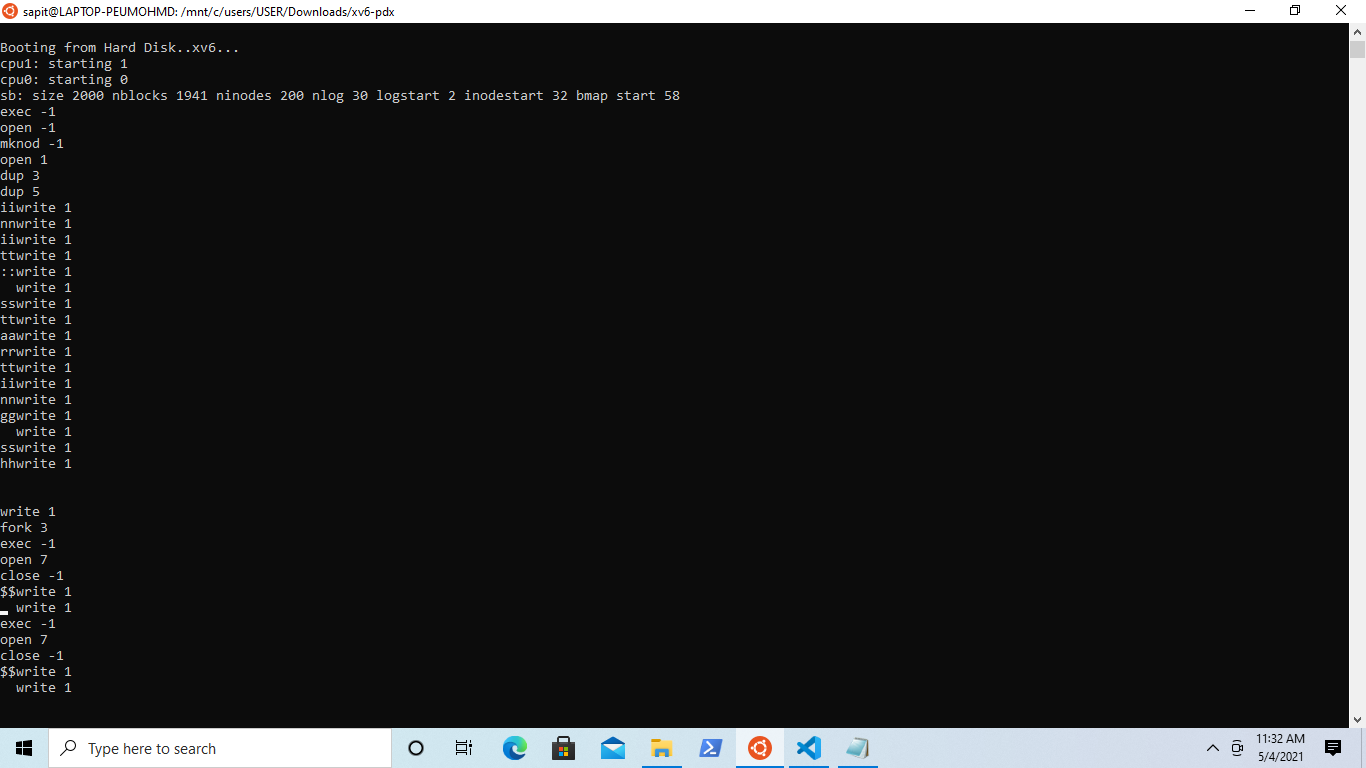 sapit@LAPTOP-PEUMOHMD: /mnt/c/users/USER/Downloads/xv6-pdx
Booting from Hard Disk..xv6...
cpu1: starting 1
cpu0: starting 0
sb: size 2000 nblocks 1941 ninodes 200 nlog 30 logstart 2 inodestart 32 bmap start 58
exec -1
open -1
mknod -1
open 1
dup 3
dup 5
iiwrite 1
nnwrite 1
iiwrite 1
ttwrite 1
::write 1
  write 1
sswrite 1
ttwrite 1
aawrite 1
rrwrite 1
ttwrite 1
iiwrite 1
nnwrite 1
ggwrite 1
  write 1
sswrite 1
hhwrite 1
write 1
fork 3
exec -1
open 7
close -1
$$write 1
  write 1
exec -1
open 7
close -1
$$write 1
  write 1
Type here to search
11:32 AM
5/4/2021